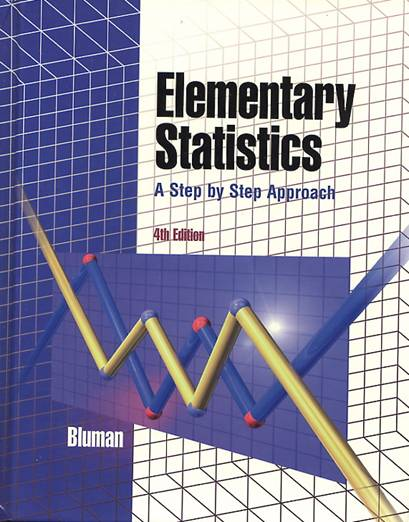 Elementary
Statistics
A Step by Step Approach
4th Edition
Bluman